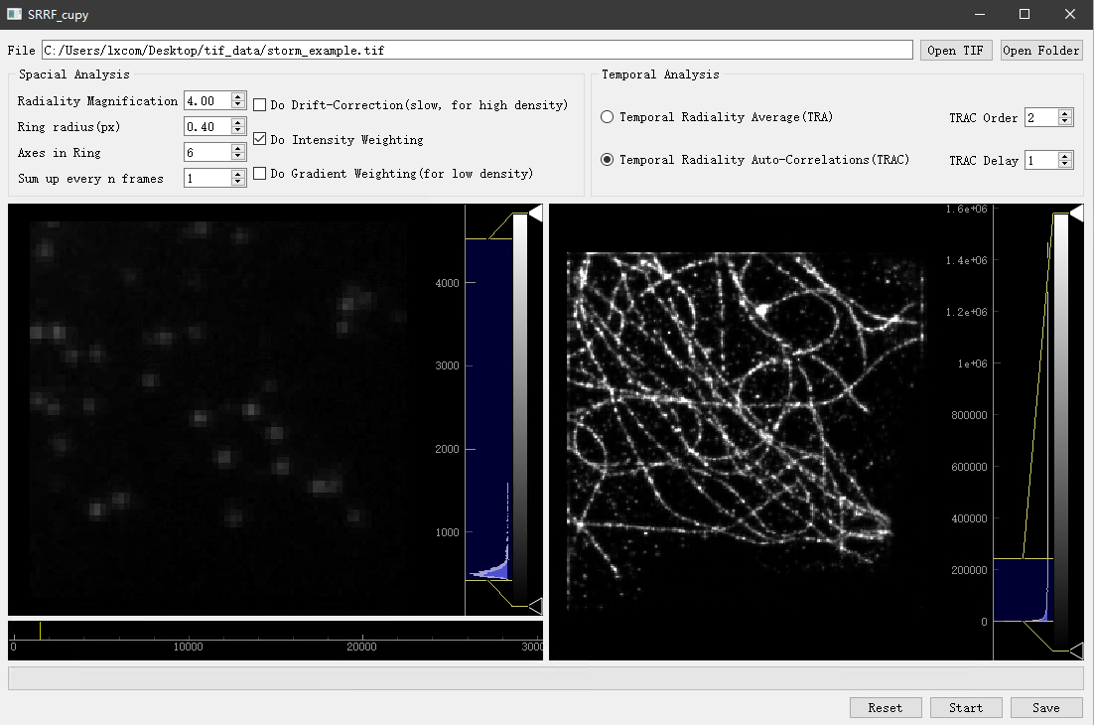 SRRF_cupy
File C:/Users/lxcom/Desktop/tif_data/storm_example.tif Open TIF Open Folder
Spacial Analysis
Radiality Magnification 4.00
Ring radius(px) 0.40
Axes in Ring 6
Sum up every n frames 1
Do Drift-Correction(slow, for high density)
Do Intensity Weighting
Do Gradient Weighting(for low density)
Temporal Analysis
Temporal Radiality Average(TRA) TRAC Order 2
Temporal Radiality Auto-Correlations(TRAC) TRAC Delay 1
4000
3000
2000
1000
0 10000 20000 3000
1.6e+06
1.4e+06
1.2e+06
1e+06
800000
600000
400000
200000
0
Reset Start Save